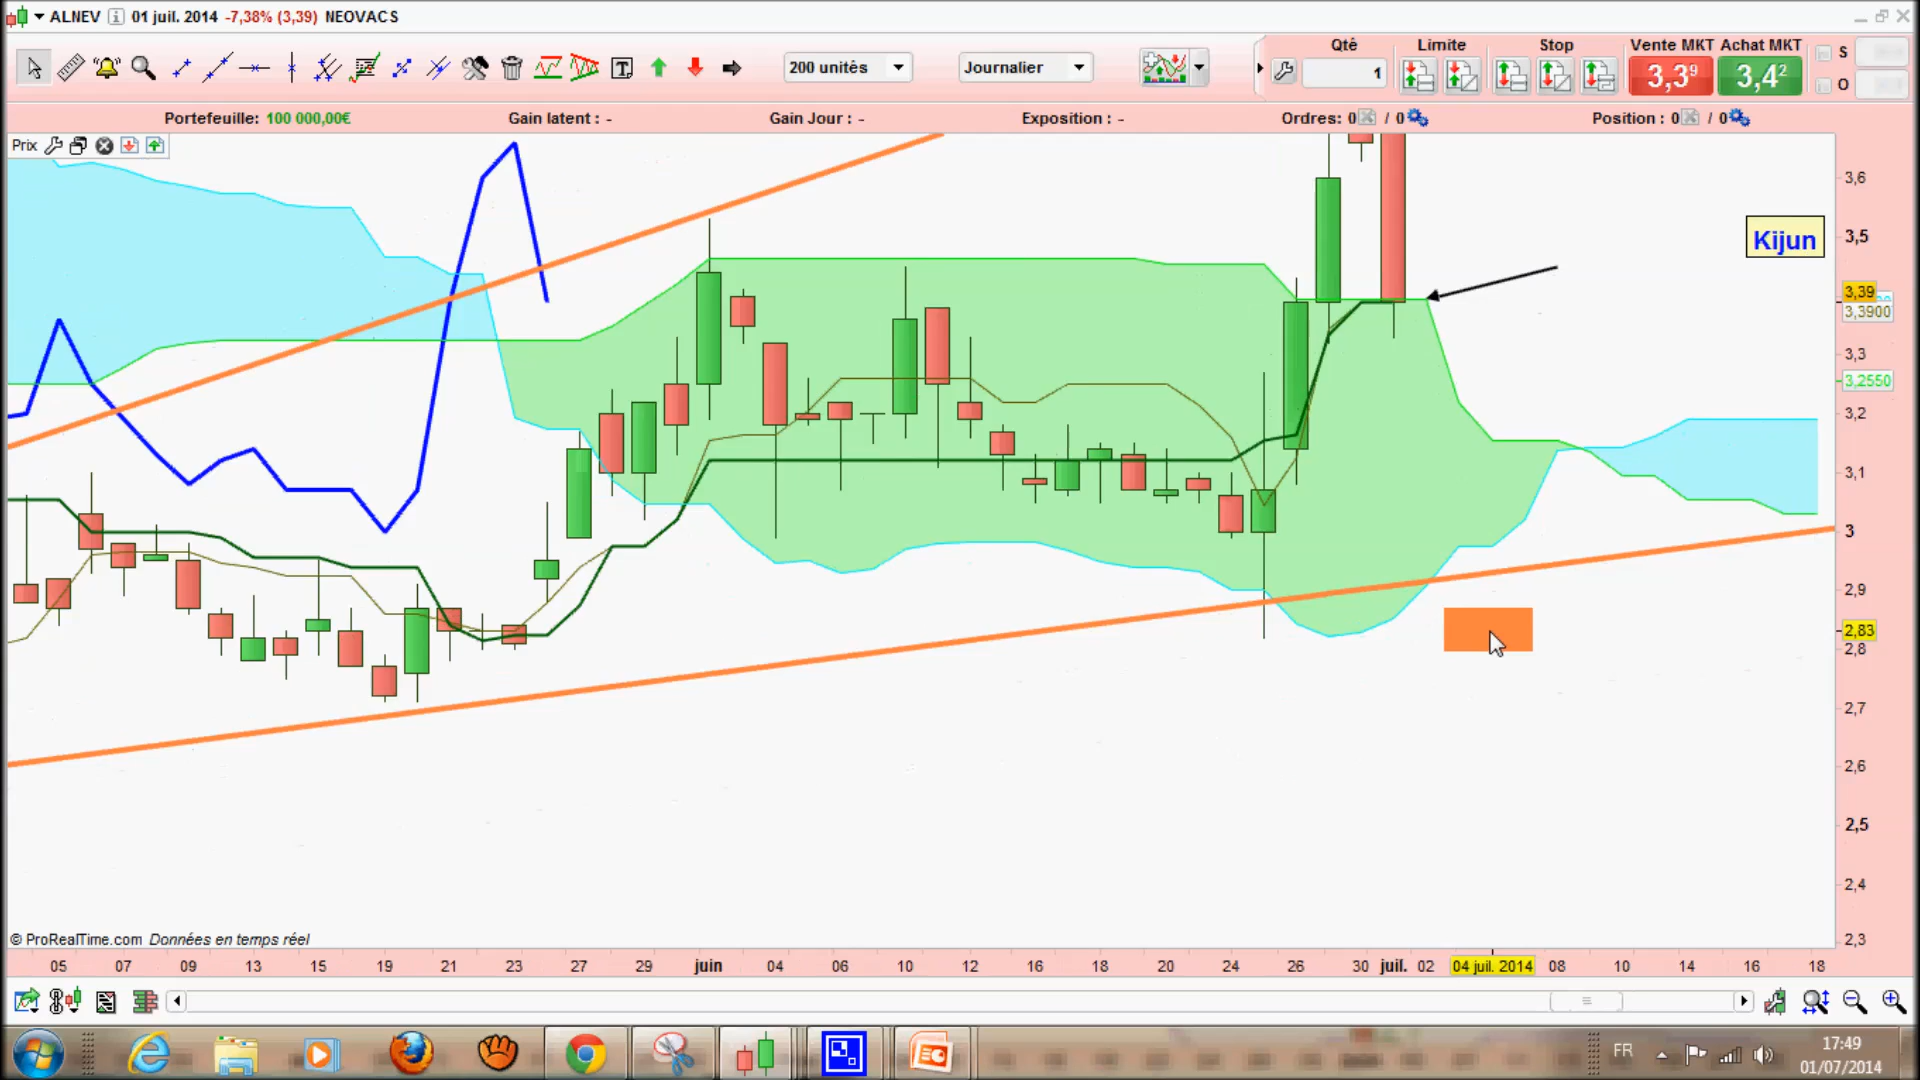 ALNEV 01 juil. 2014 -7,38% (3,39) NEOVACS
200 unités
Journalier
Qté
1
Limite
Stop
Vente MKT Achat MKT
3,3⁹
3,4²
S
O
Portefeuille: 100 000,00€
Gain latent : -
Gain Jour : -
Exposition : -
Ordres: 0 / 0
Position : 0 / 0
Prix
Kijun
3,6
3,5
3,39
3,3900
3,3
3,2550
3,2
3,1
3
2,9
2,83
2,8
2,7
2,6
2,5
2,4
2,3
© ProRealTime.com Données en temps réel
05 07 09 13 15 19 21 23 27 29 juin 04 06 10 12 16 18 20 24 26 30 juil. 02 04 juil. 2014 08 10 14 16 18
FR
17:49
01/07/2014